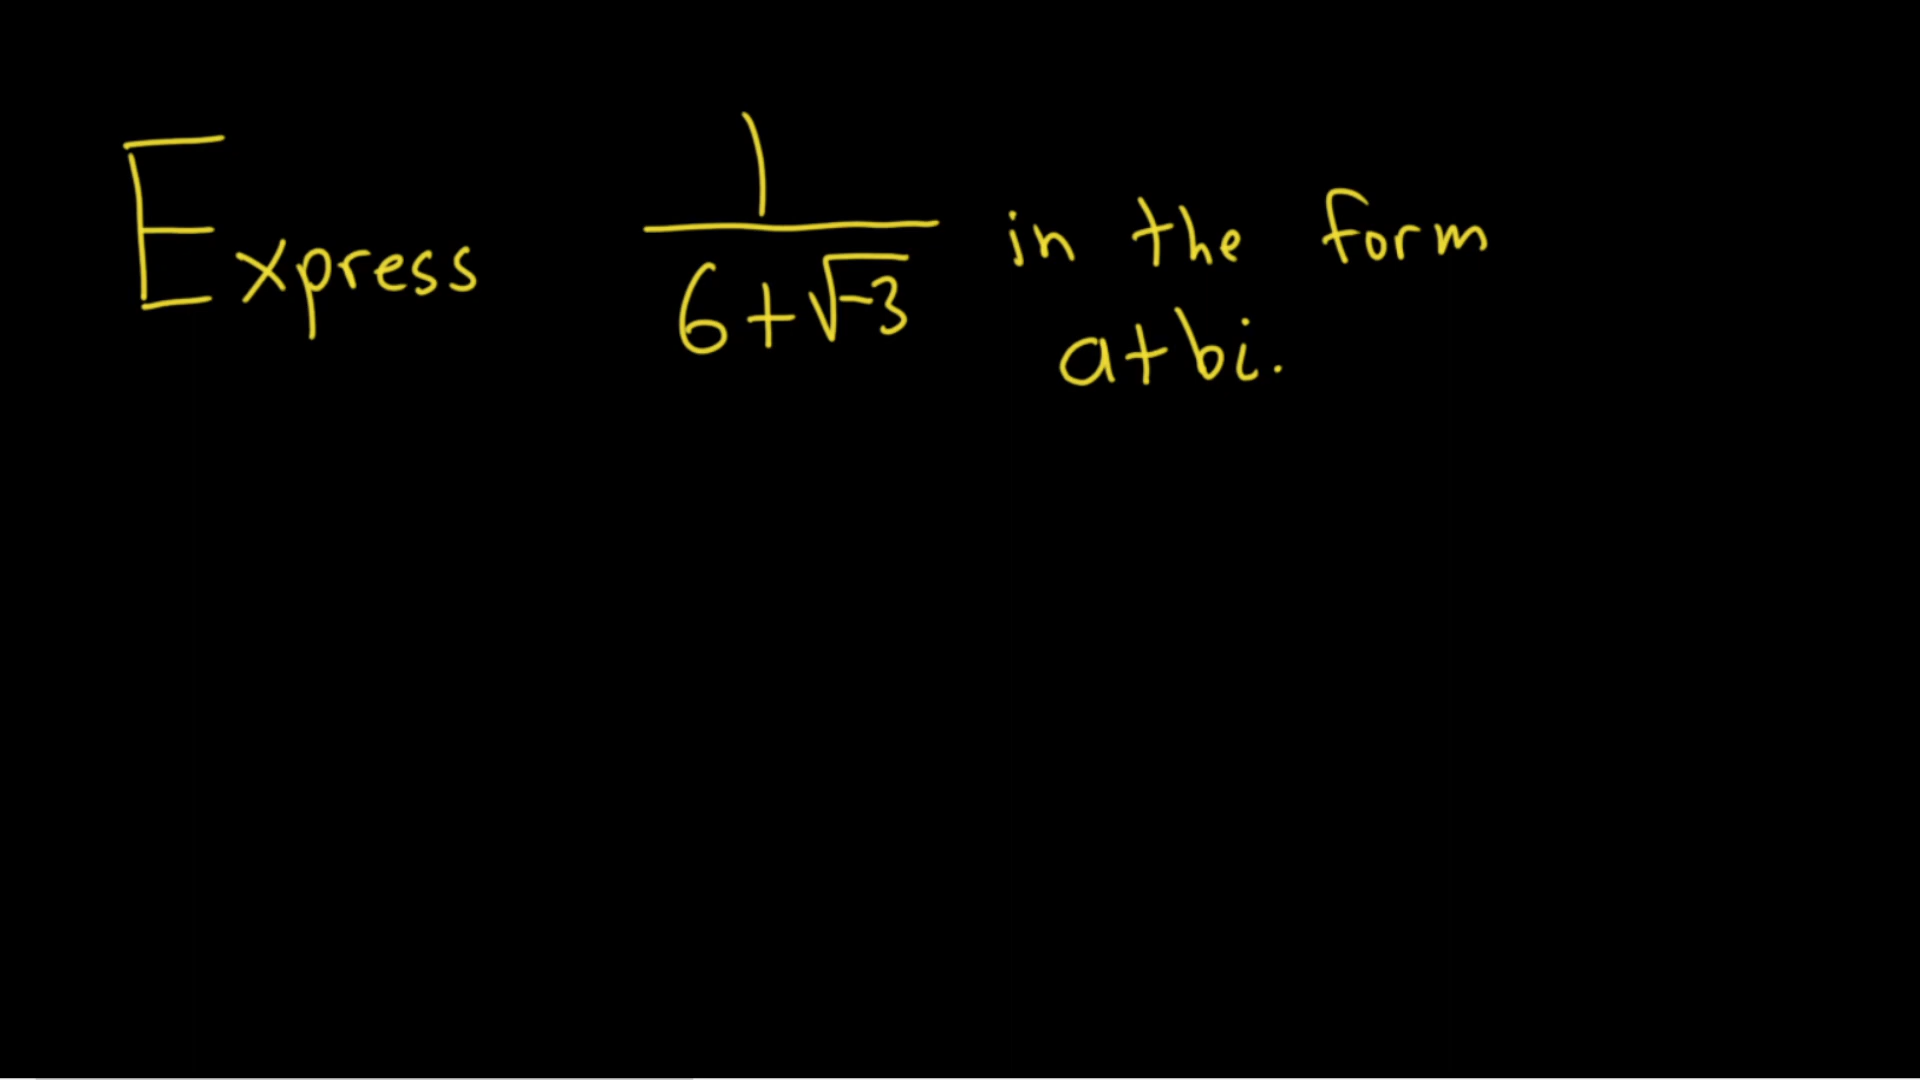 Express 1/(6+√-3) in the form
a+bi.